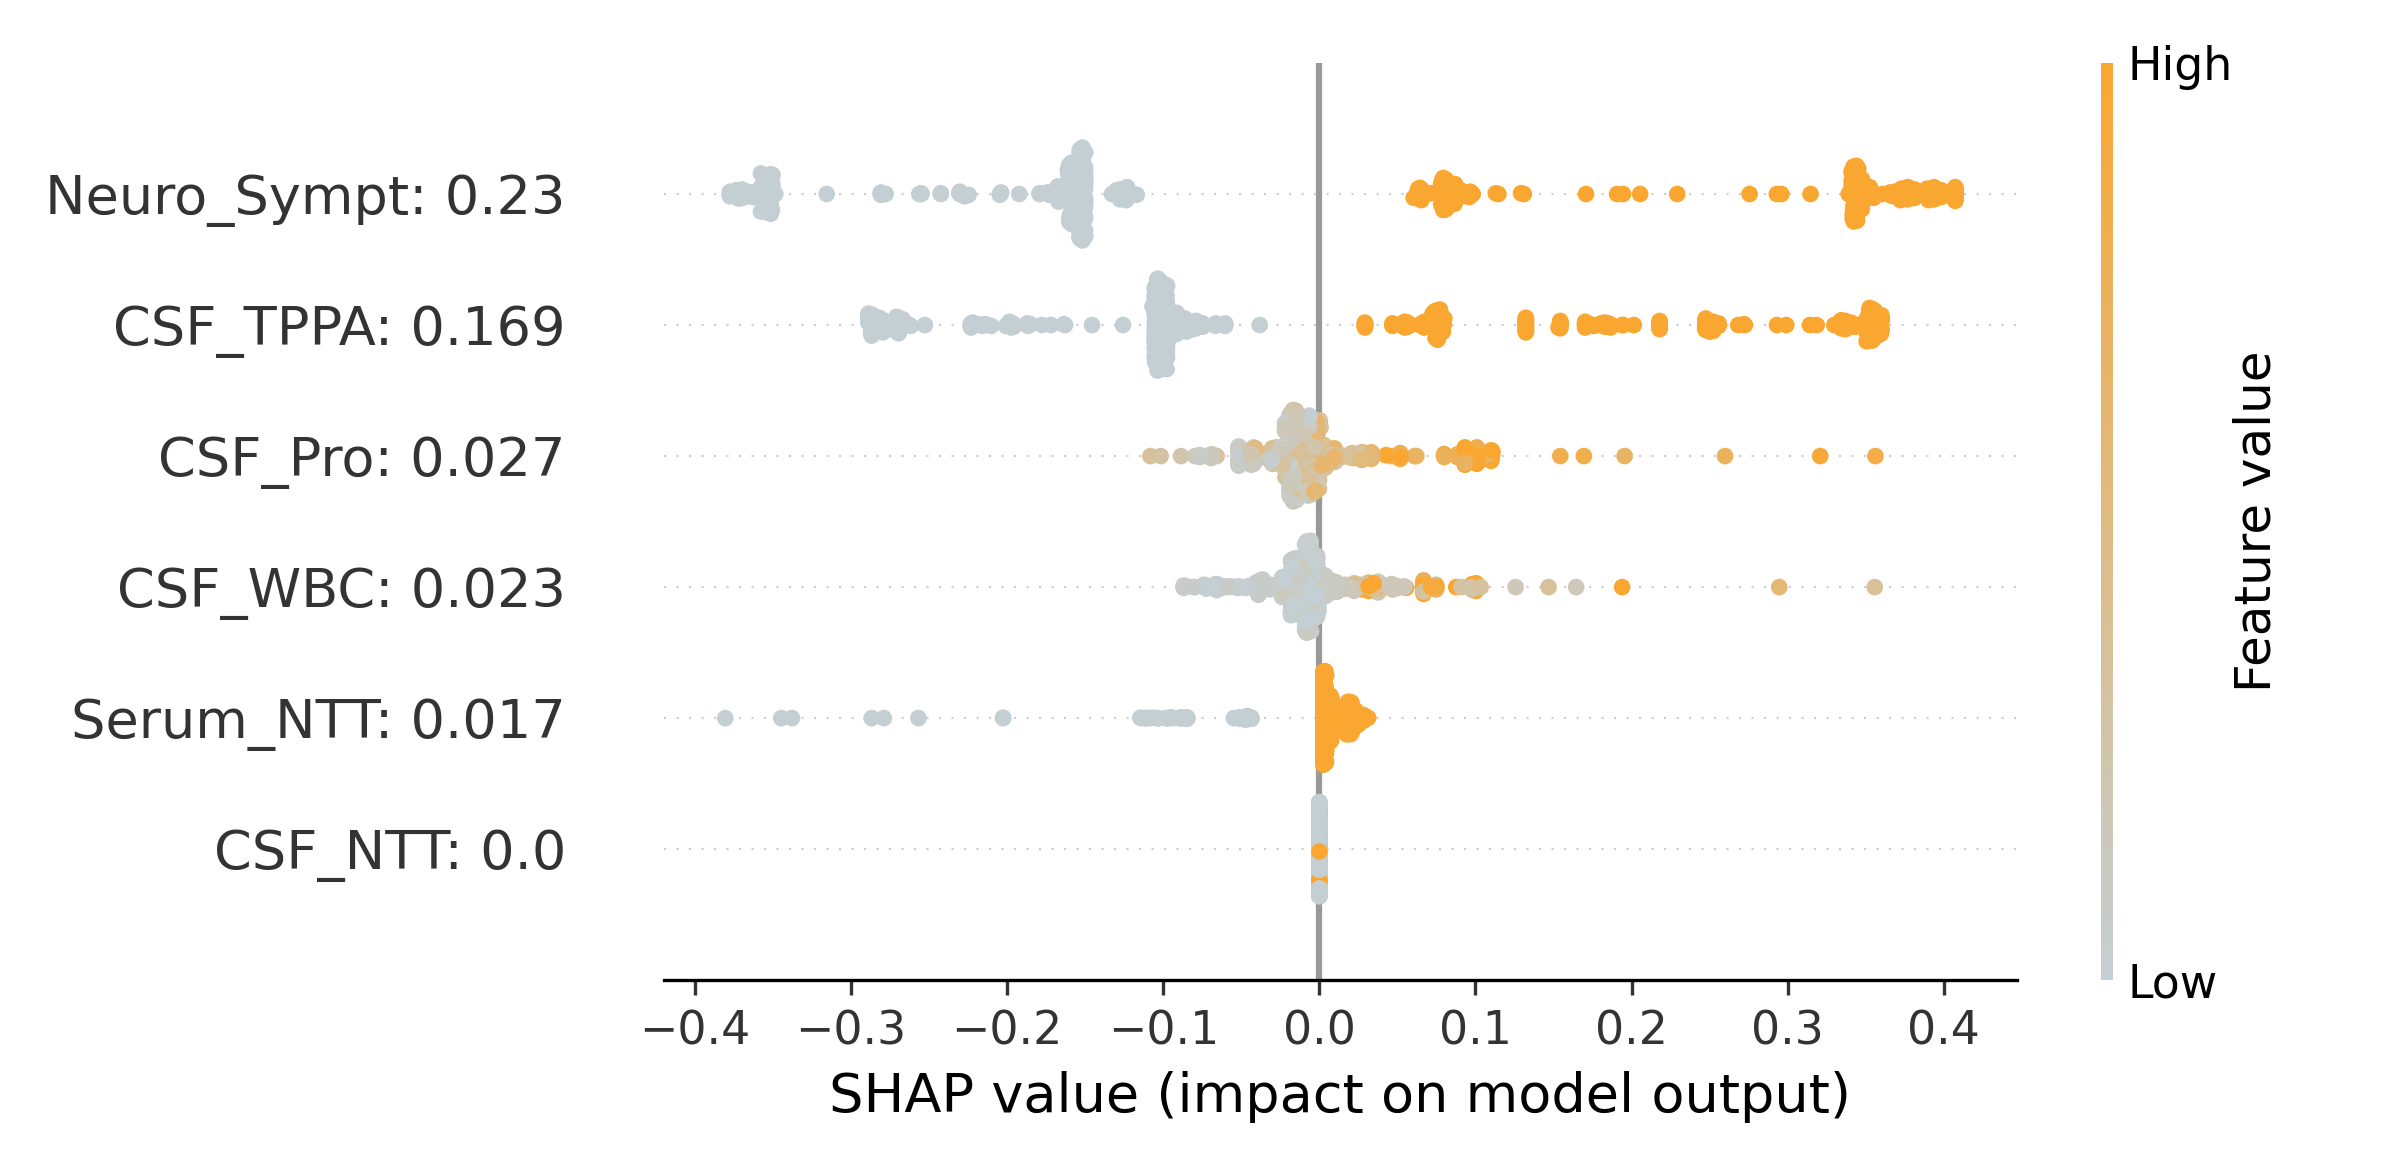 High
Neuro_Sympt: 0.23
CSF_TPPA: 0.169
CSF_Pro: 0.027
CSF_WBC: 0.023
Serum_NTT: 0.017
CSF_NTT: 0.0
Feature value
Low
−0.4 −0.3 −0.2 −0.1 0.0 0.1 0.2 0.3 0.4
SHAP value (impact on model output)